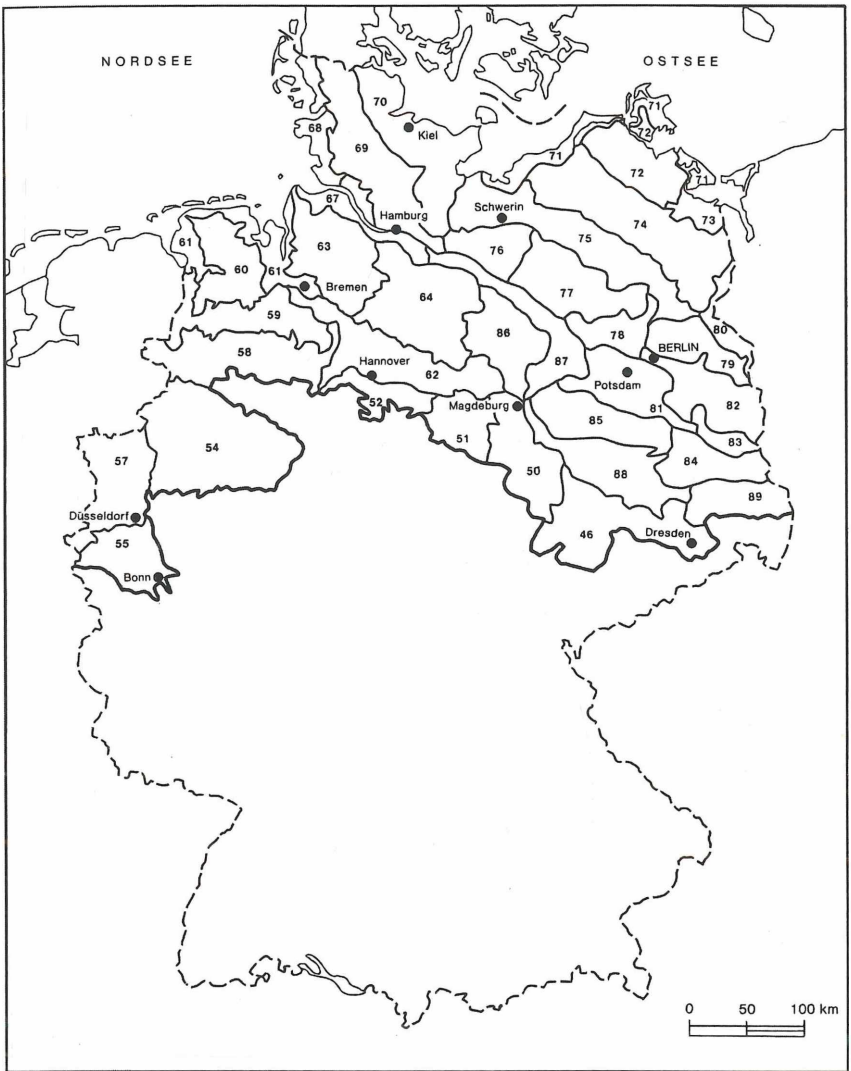 NORDSEE
OSTSEE
70
71
68
Kiel
72
69
71
72
67
71
Schwerin
73
Hamburg
74
61
63
76
75
60
61
Bremen
77
64
59
80
78
BERLIN
86
58
79
Hannover
87
62
Potsdam
82
52
Magdeburg
81
85
83
51
54
84
57
50
88
89
Düsseldorf
46
Dresden
55
Bonn
0 50 100 km